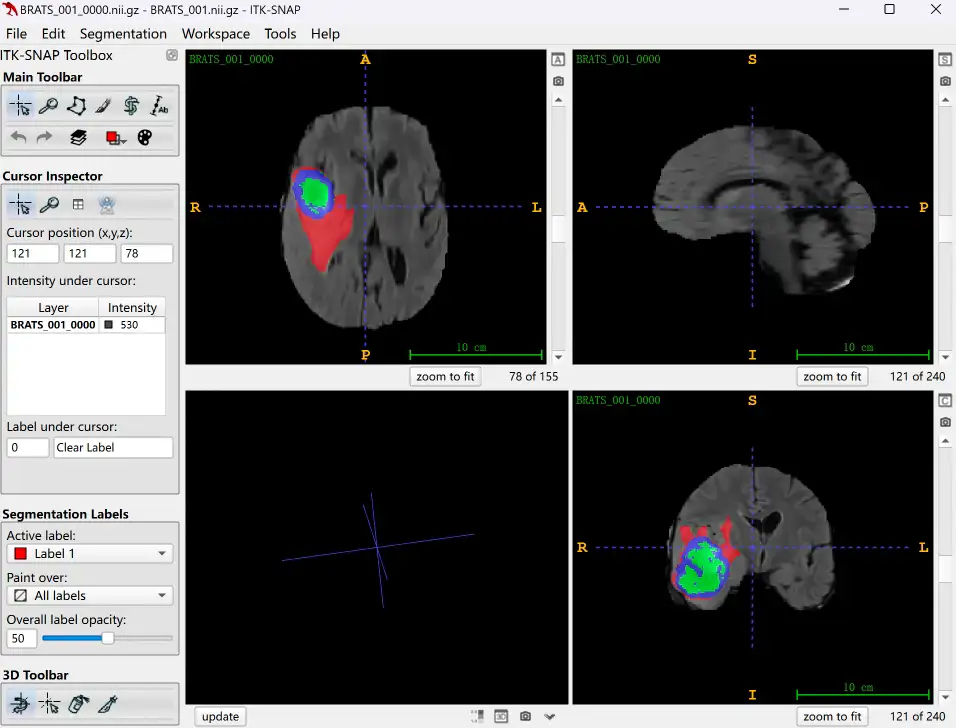 BRATS_001_0000.nii.gz - BRATS_001.nii.gz - ITK-SNAP
File Edit Segmentation Workspace Tools Help
ITK-SNAP Toolbox
Main Toolbar
Ab
Cursor Inspector
Cursor position (x,y,z):
121 121 78
Intensity under cursor:
Layer Intensity
BRATS_001_0000 530
Label under cursor:
0 Clear Label
Segmentation Labels
Active label:
Label 1
Paint over:
All labels
Overall label opacity:
50
3D Toolbar
BRATS_001_0000
A
R
L
P
10 cm
A
zoom to fit 78 of 155
BRATS_001_0000
S
A
P
I
10 cm
S
zoom to fit 121 of 240
update
3D
BRATS_001_0000
S
R
L
I
10 cm
C
zoom to fit 121 of 240